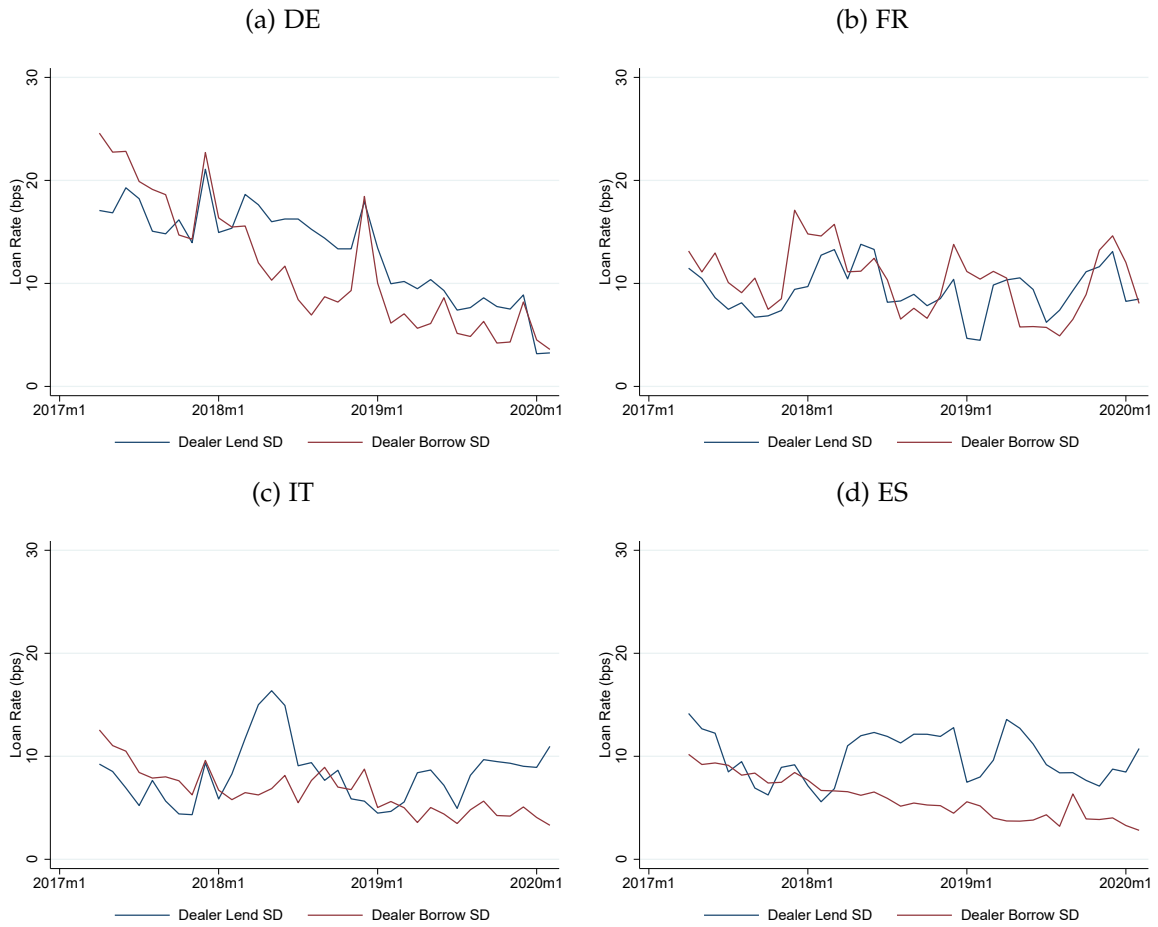 (a) DE
Loan Rate (bps)
30
20
10
0
2017m1 2018m1 2019m1 2020m1
Dealer Lend SD Dealer Borrow SD
(b) FR
Loan Rate (bps)
30
20
10
0
2017m1 2018m1 2019m1 2020m1
Dealer Lend SD Dealer Borrow SD
(c) IT
Loan Rate (bps)
30
20
10
0
2017m1 2018m1 2019m1 2020m1
Dealer Lend SD Dealer Borrow SD
(d) ES
Loan Rate (bps)
30
20
10
0
2017m1 2018m1 2019m1 2020m1
Dealer Lend SD Dealer Borrow SD